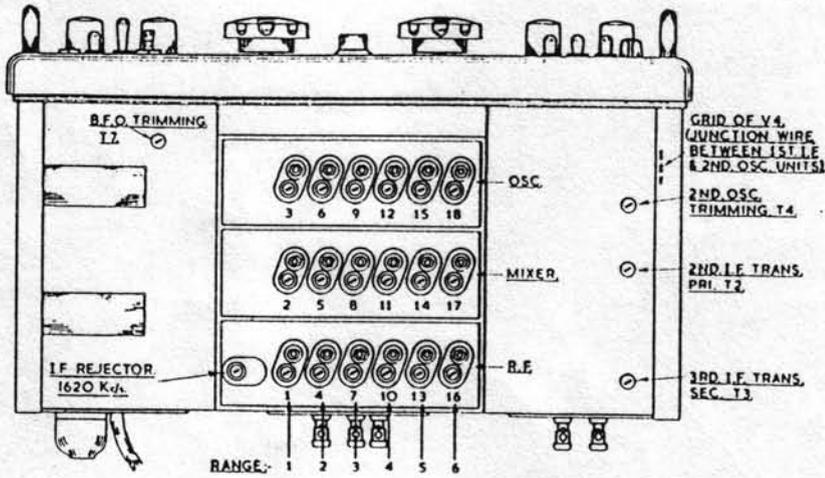 B.F.O. TRIMMING
T.7.
GRID OF V4.
(JUNCTION WIRE
BETWEEN 1ST I.F.
& 2ND. OSC. UNITS)
OSC.
3 6 9 12 15 18
2ND. OSC.
TRIMMING. T4.
MIXER.
2ND. I.F. TRANS.
PRI. T2
2 5 8 11 14 17
I.F. REJECTOR.
1620 Kc/s.
R.F.
3RD. I.F. TRANS.
SEC. T3.
1 4 7 10 13 16
RANGE:- 1 2 3 4 5 6